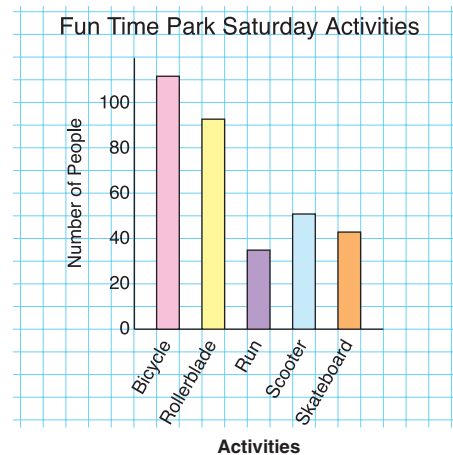 Fun Time Park Saturday Activities
Number of People
100
80
60
40
20
0
Bicycle
Rollerblade
Run
Scooter
Skateboard
Activities